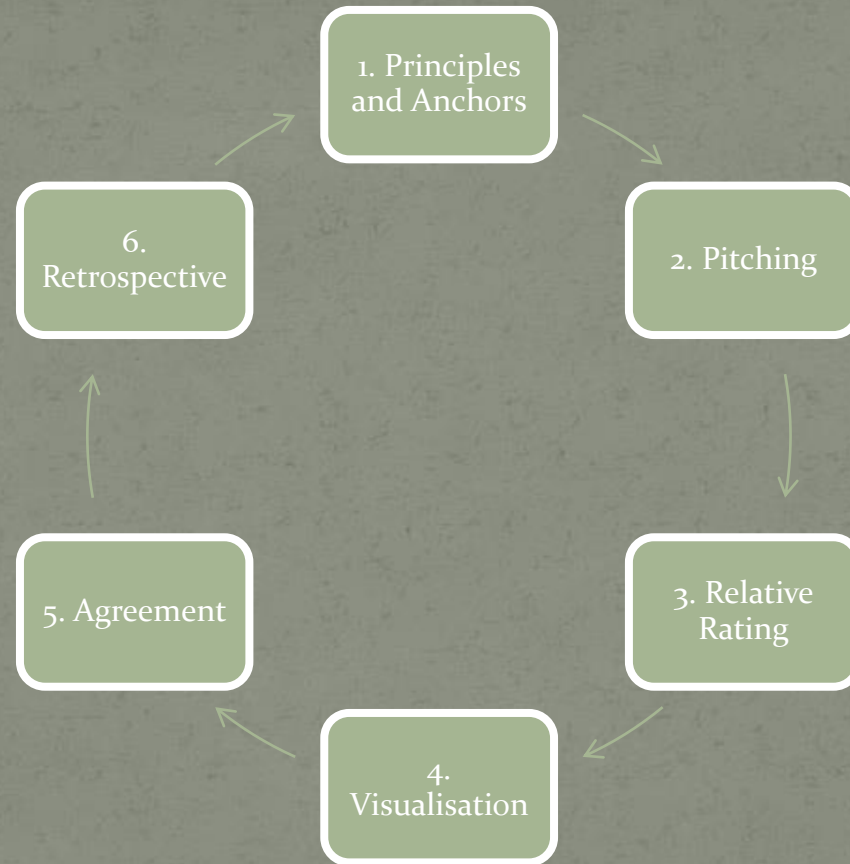 1. Principles
and Anchors
2. Pitching
3. Relative
Rating
4.
Visualisation
5. Agreement
6.
Retrospective